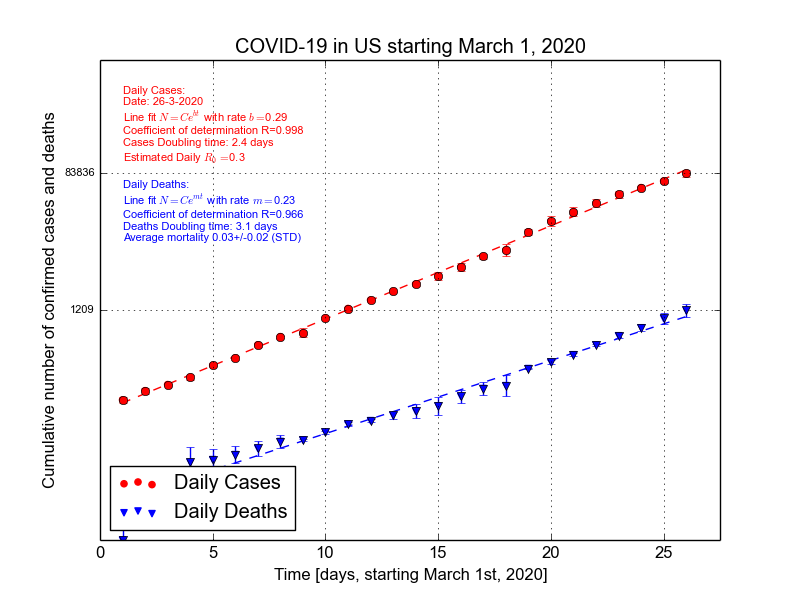 COVID-19 in US starting March 1, 2020
Daily Cases:
Date: 26-3-2020
Line fit N = Ce^{bt} with rate b =0.29
Coefficient of determination R=0.998
Cases Doubling time: 2.4 days
Estimated Daily R_0 =0.3
Daily Deaths:
Line fit N = Ce^{mt} with rate m =0.23
Coefficient of determination R=0.966
Deaths Doubling time: 3.1 days
Average mortality 0.03+/-0.02 (STD)
Cumulative number of confirmed cases and deaths
83836
1209
Daily Cases
Daily Deaths
0 5 10 15 20 25
Time [days, starting March 1st, 2020]